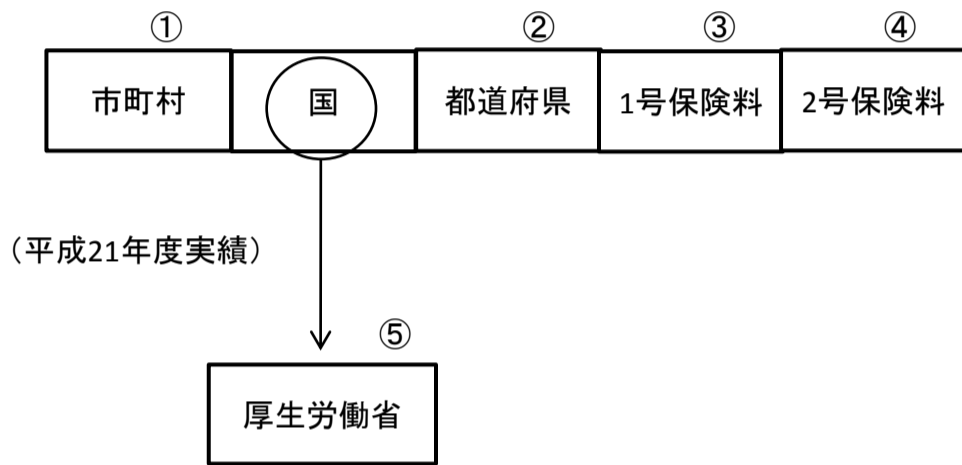 ① ② ③ ④
市町村 国 都道府県 1号保険料 2号保険料
（平成21年度実績）
⑤
厚生労働省